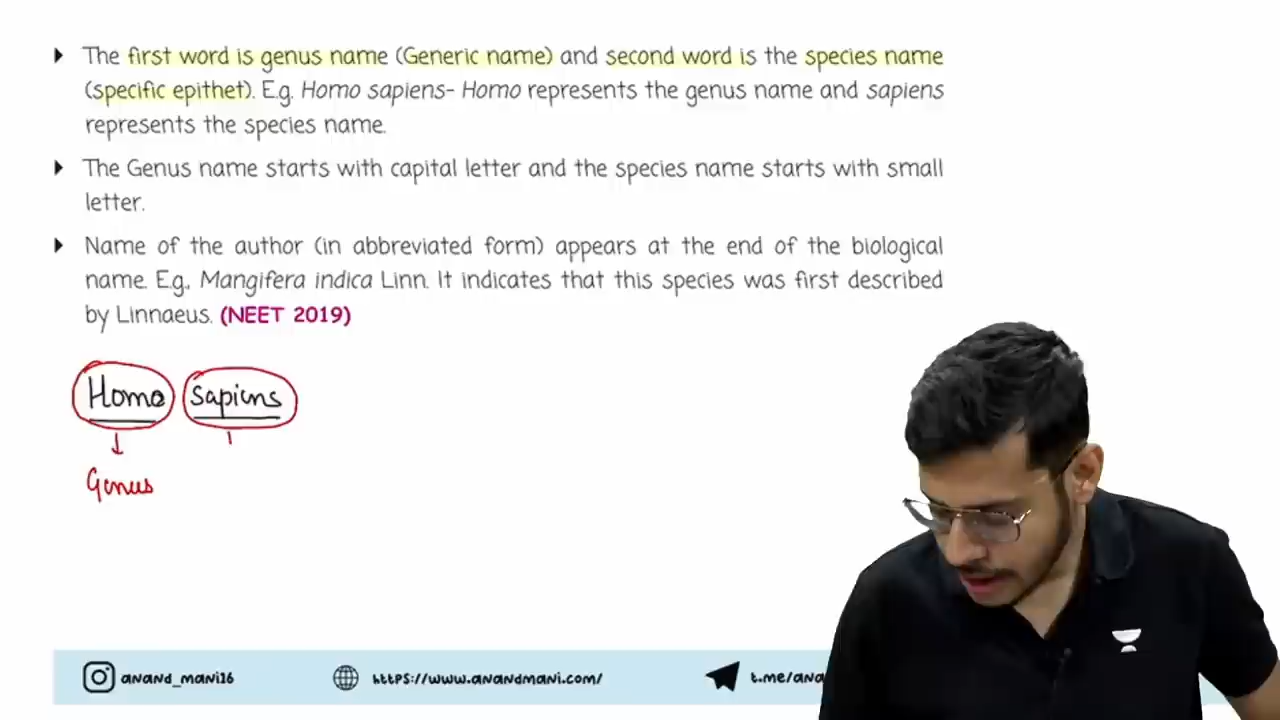 The first word is genus name (Generic name) and second word is the species name
(specific epithet). E.g. Homo sapiens- Homo represents the genus name and sapiens
represents the species name.
The Genus name starts with capital letter and the species name starts with small
letter.
Name of the author (in abbreviated form) appears at the end of the biological
name. E.g., Mangifera indica Linn. It indicates that this species was first described
by Linnaeus. (NEET 2019)
Homo sapiens
Genus
anand_mani16 https://www.anandmani.com/ t.me/ana